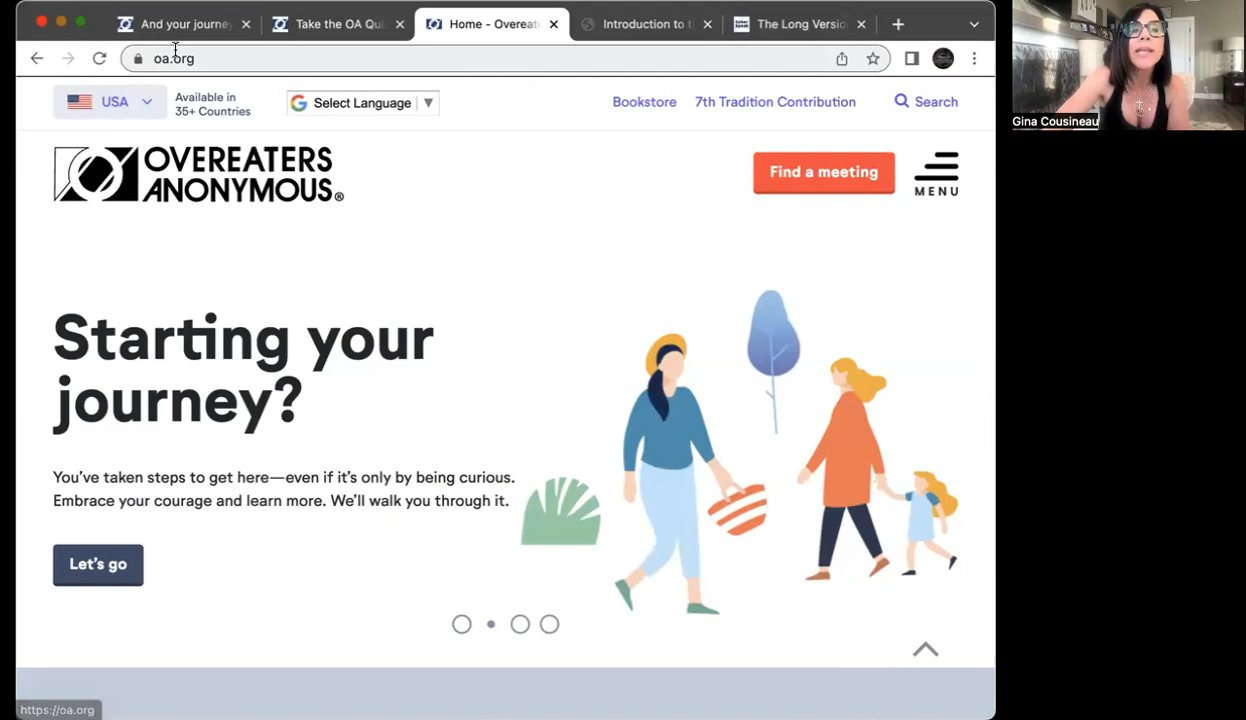 And your journe
Take the OA Qu
Home - Overeat
Introduction to t
The Long Versio
oa.org
USA
Available in
35+ Countries
G Select Language
Bookstore
7th Tradition Contribution
Search
OVEREATERS
ANONYMOUS®
Find a meeting
MENU
Starting your
journey?
You've taken steps to get here—even if it's only by being curious.
Embrace your courage and learn more. We'll walk you through it.
Let's go
https://oa.org
Gina Cousineau